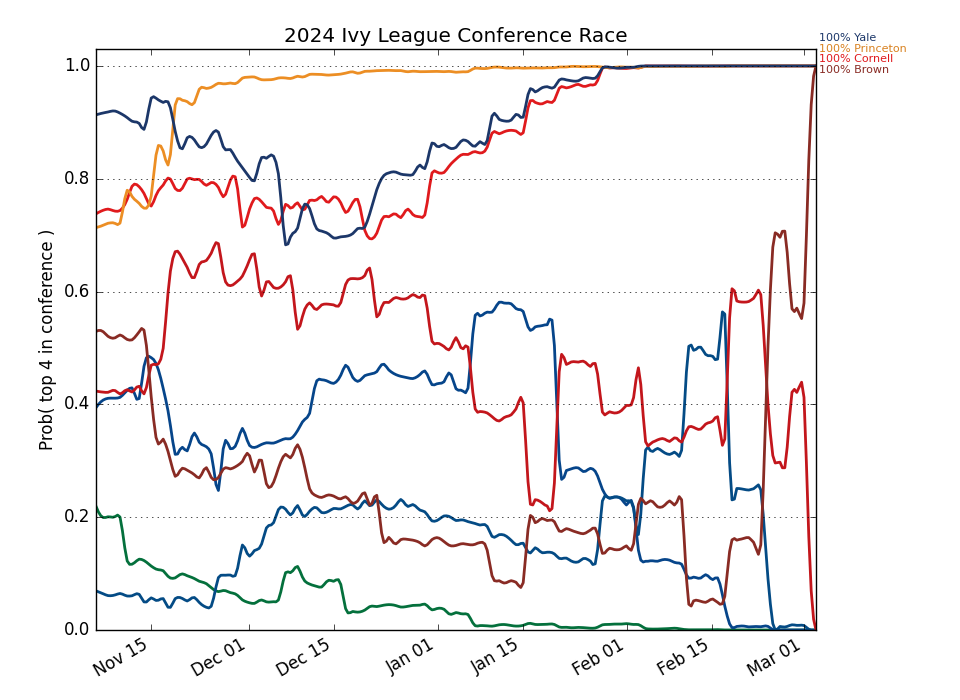 2024 Ivy League Conference Race
100% Yale
100% Princeton
100% Cornell
100% Brown
1.0
0.8
0.6
0.4
0.2
0.0
Prob( top 4 in conference )
Nov 15
Dec 01
Dec 15
Jan 01
Jan 15
Feb 01
Feb 15
Mar 01